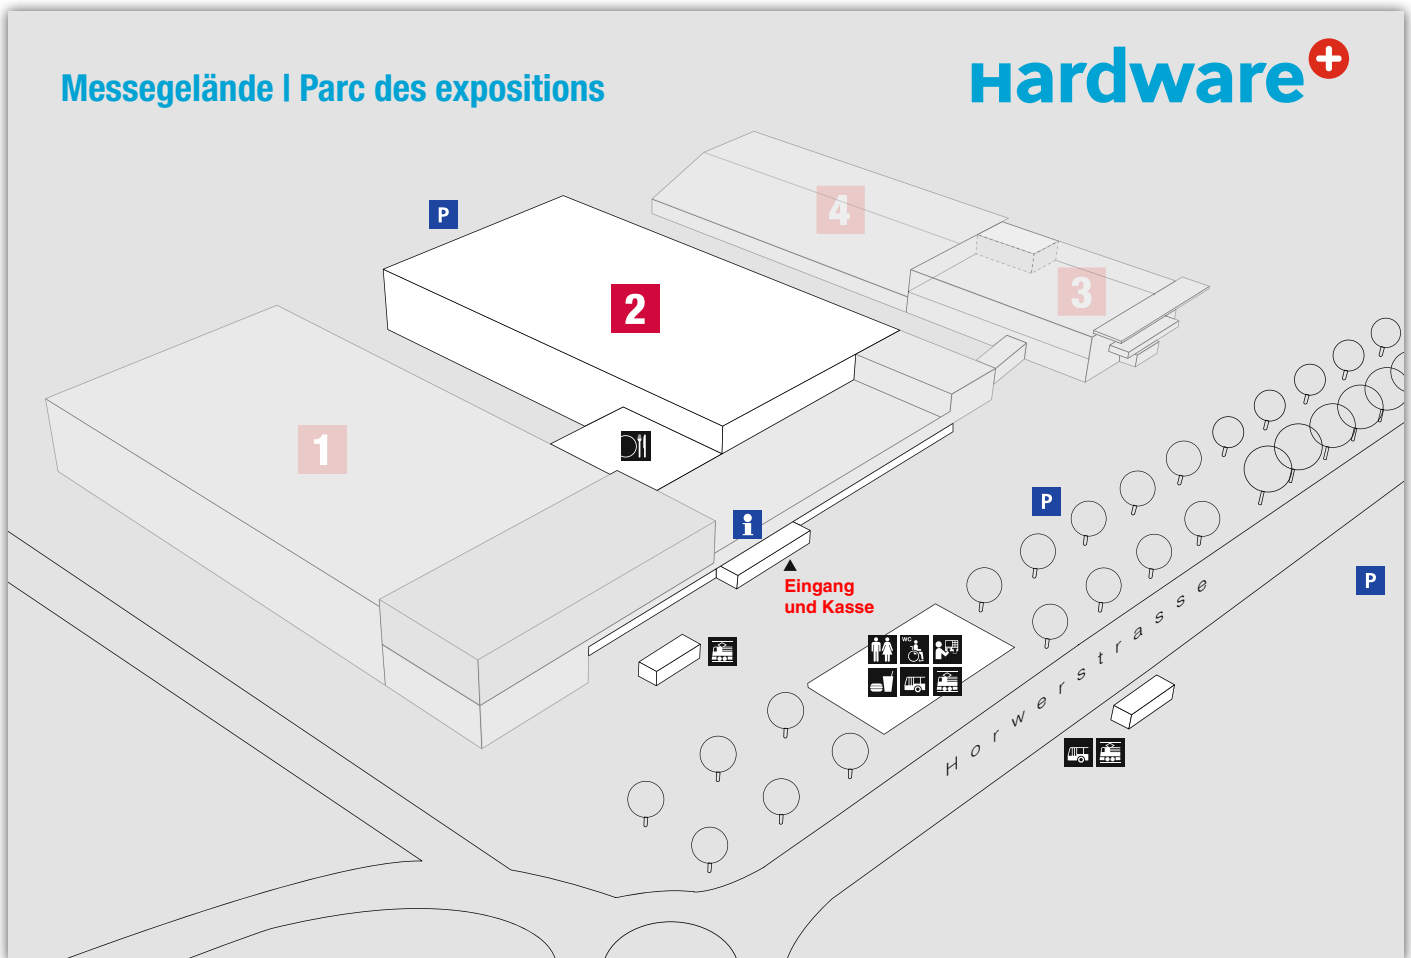 Messegelände | Parc des expositions
Hardware+
P
4
2
3
1
i
P
Eingang
und Kasse
P
WC
Horwerstrasse